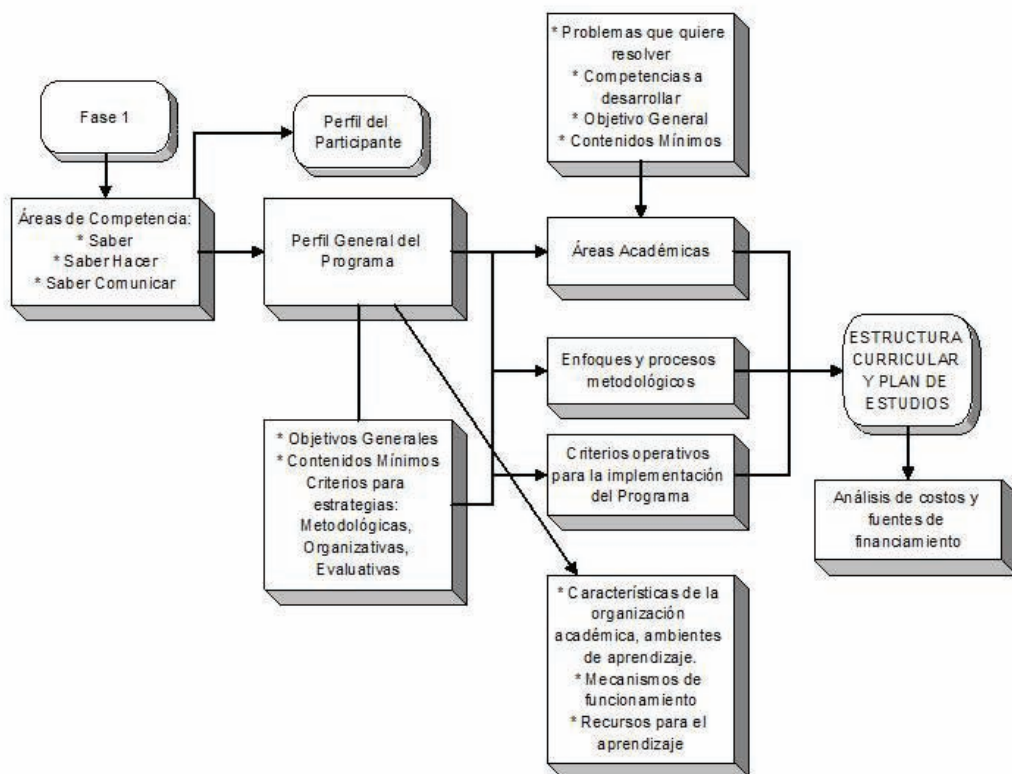 Fase 1
Perfil del
Participante
* Problemas que quiere
resolver
* Competencias a
desarrollar
* Objetivo General
* Contenidos Mínimos
Áreas de Competencia:
* Saber
* Saber Hacer
* Saber Comunicar
Perfil General del
Programa
Áreas Académicas
Enfoques y procesos
metodológicos
Criterios operativos
para la implementación
del Programa
* Objetivos Generales
* Contenidos Mínimos
Criterios para
estrategias:
Metodológicas,
Organizativas,
Evaluativas
* Características de la
organización
académica, ambientes
de aprendizaje.
* Mecanismos de
funcionamiento
* Recursos para el
aprendizaje
ESTRUCTURA
CURRICULAR
Y PLAN DE
ESTUDIOS
Análisis de costos y
fuentes de
financiamiento